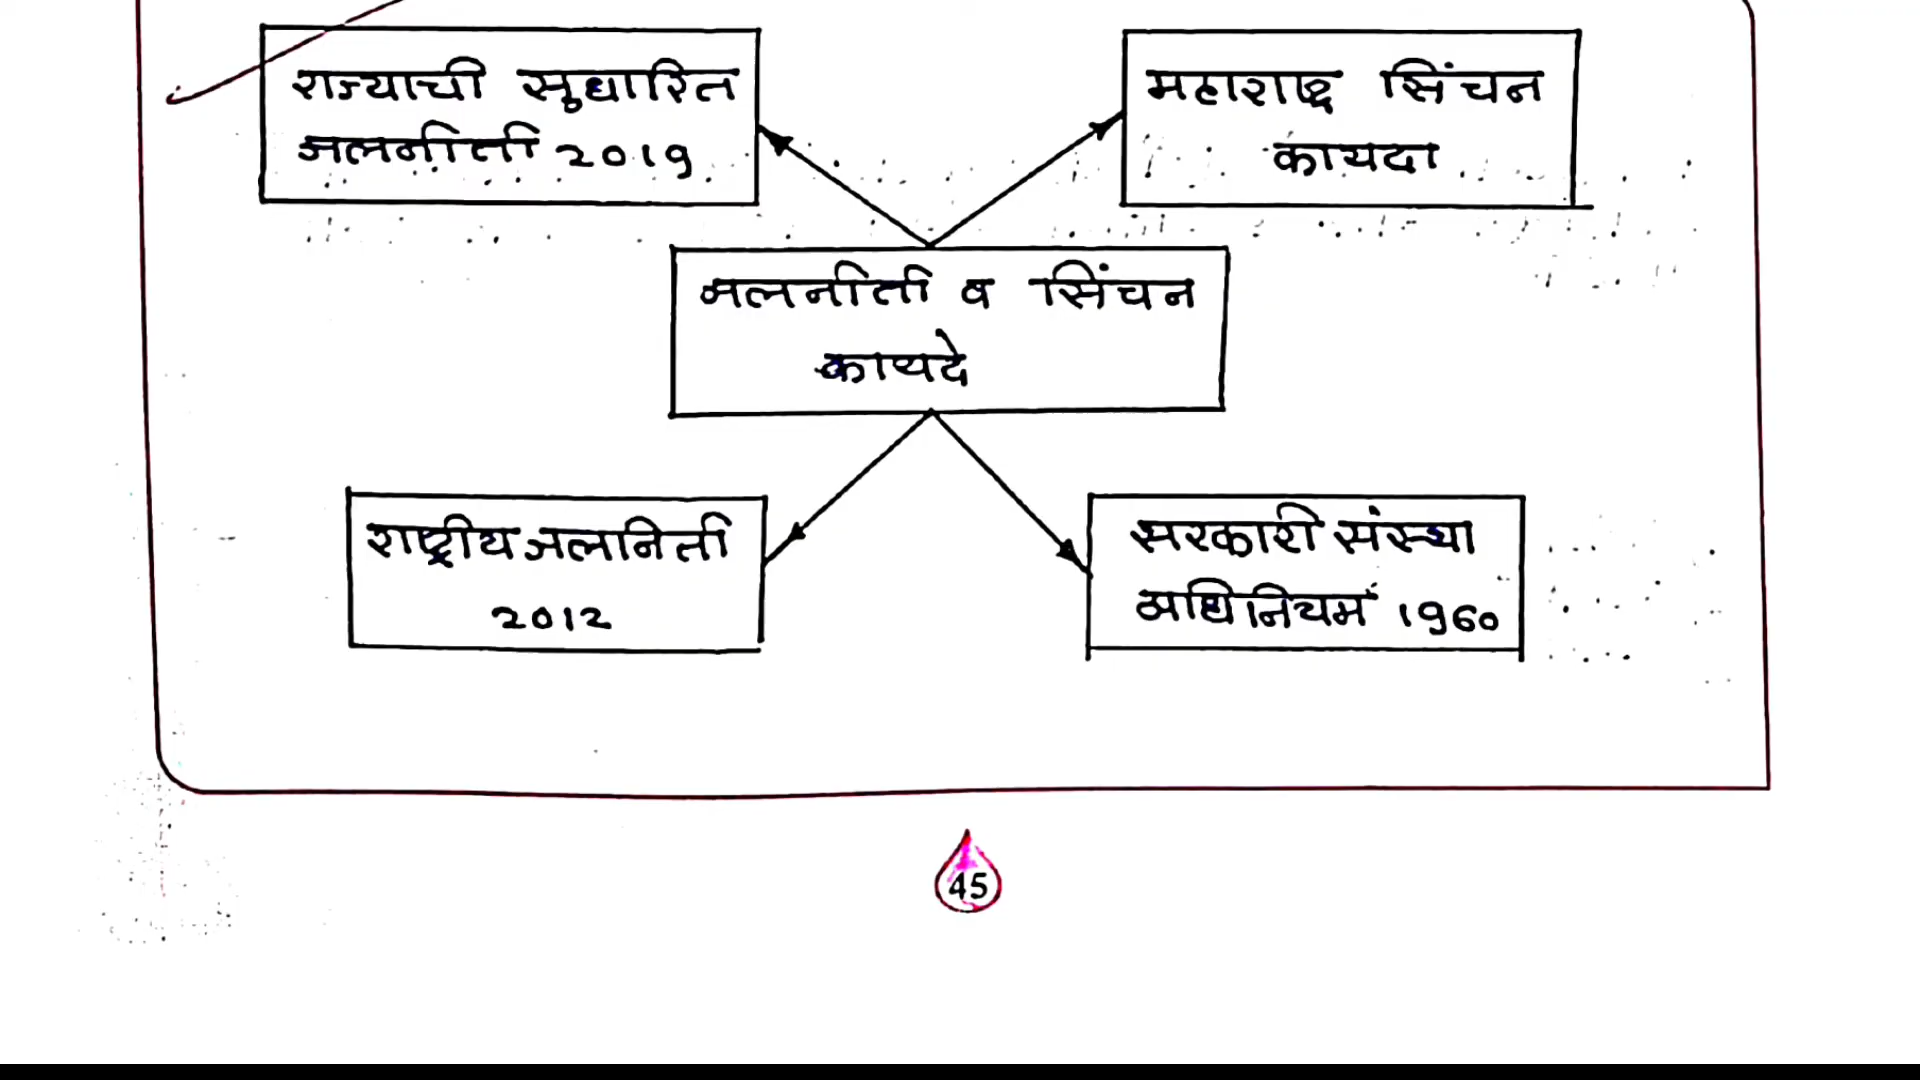 राज्याची सुधारित
जलनीती 2019
महाराष्ट्र सिंचन
कायदा
जलनीती व सिंचन
कायदे
राष्ट्रीय जलनिती
2012
सरकारी संस्था
अधिनियम 1960
45